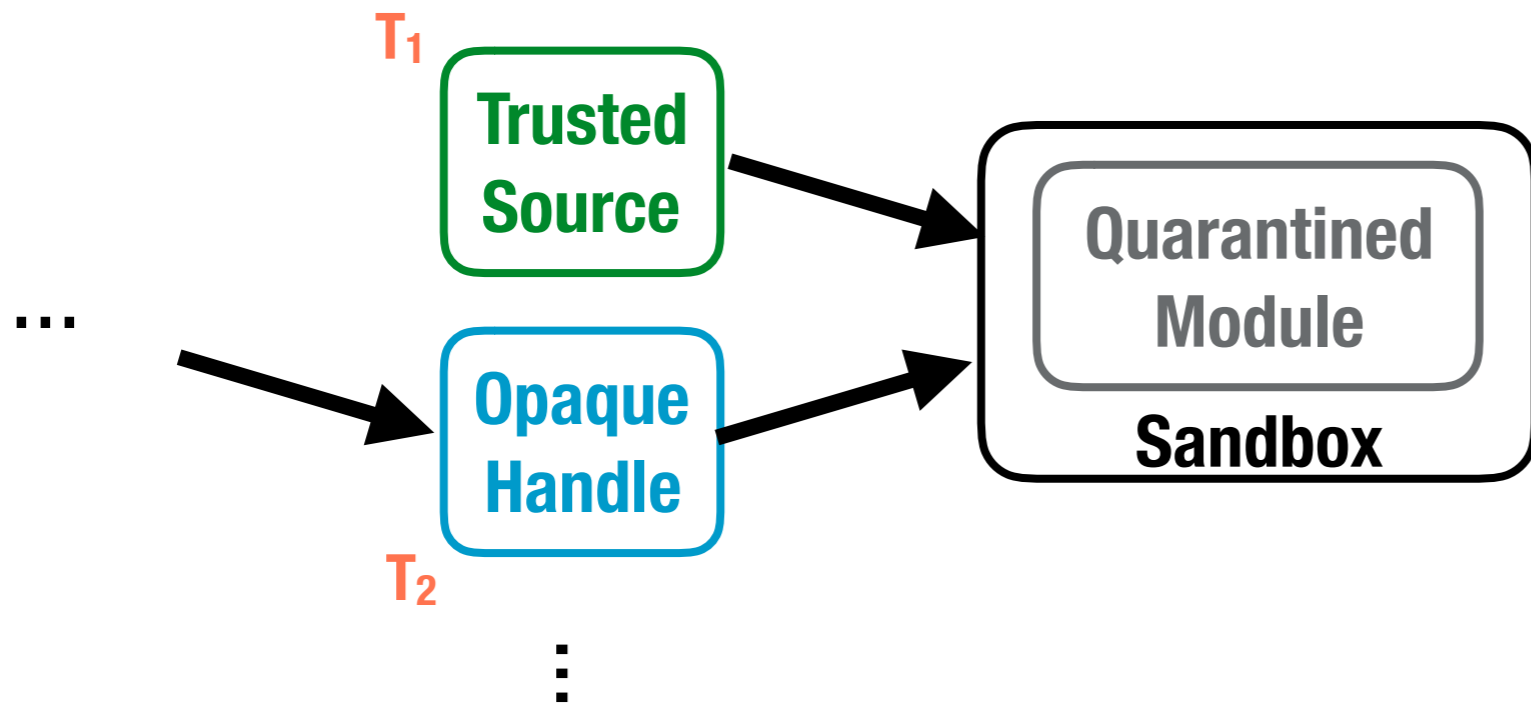 T₁
Trusted
Source
Quarantined
Module
Sandbox
...
Opaque
Handle
T₂
⋮